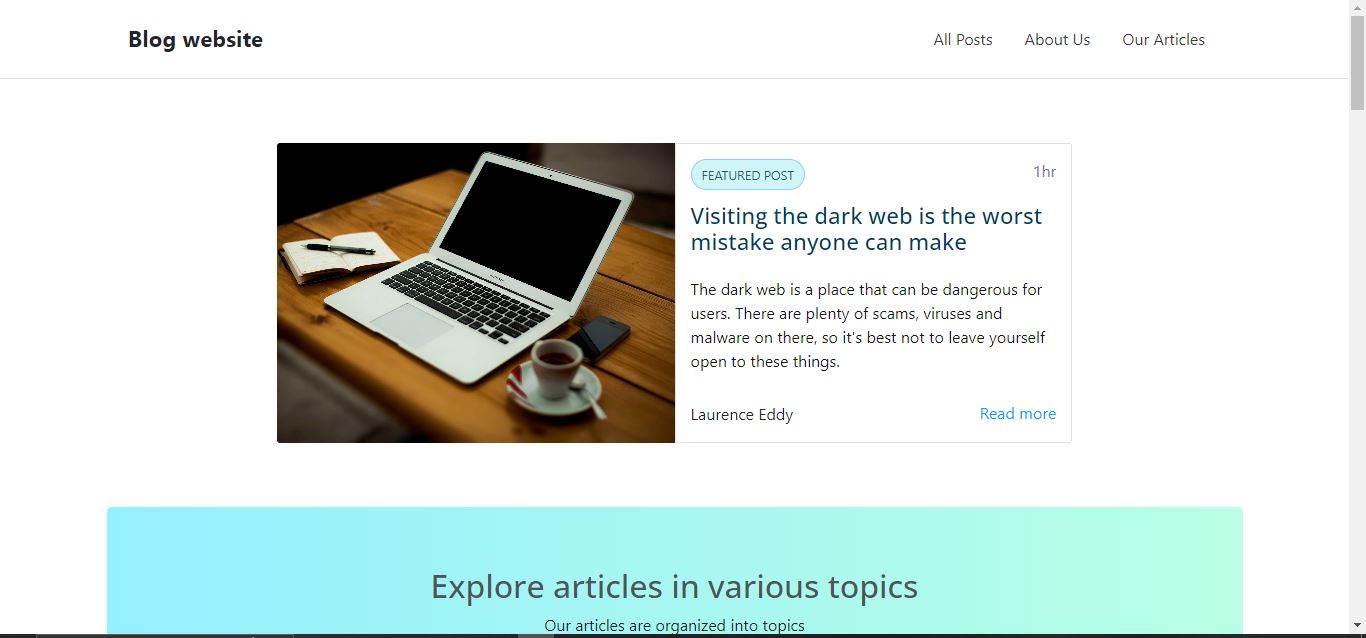 Blog website
All Posts
About Us
Our Articles
FEATURED POST
1hr
Visiting the dark web is the worst
mistake anyone can make
The dark web is a place that can be dangerous for
users. There are plenty of scams, viruses and
malware on there, so it's best not to leave yourself
open to these things.
Laurence Eddy
Read more
Explore articles in various topics
Our articles are organized into topics